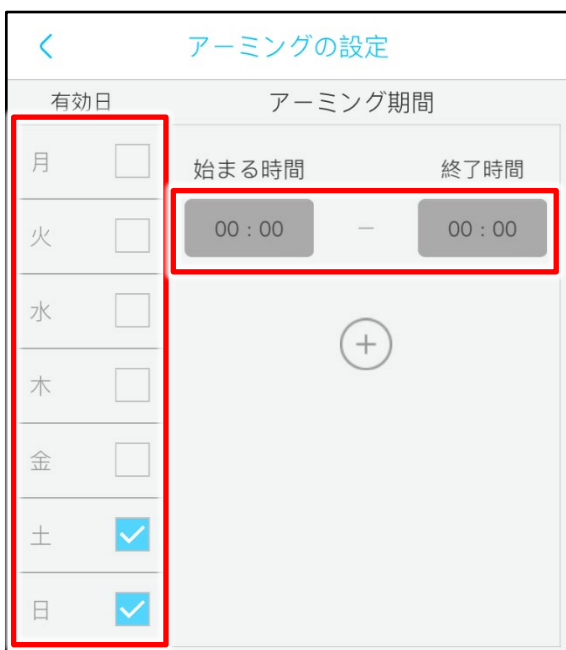 アーミングの設定
有効日
アーミング期間
月
始まる時間
終了時間
火
00 : 00
—
00 : 00
水
木
金
土
日